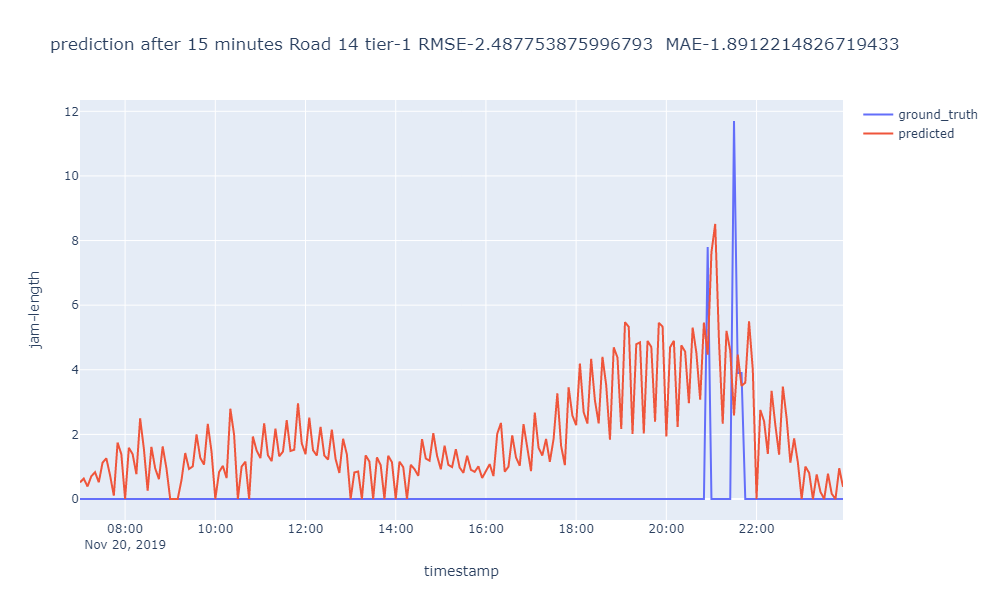 prediction after 15 minutes Road 14 tier-1 RMSE-2.487753875996793  MAE-1.8912214826719433
ground_truth
predicted
12
10
8
6
4
2
0
jam-length
08:00 10:00 12:00 14:00 16:00 18:00 20:00 22:00
Nov 20, 2019
timestamp